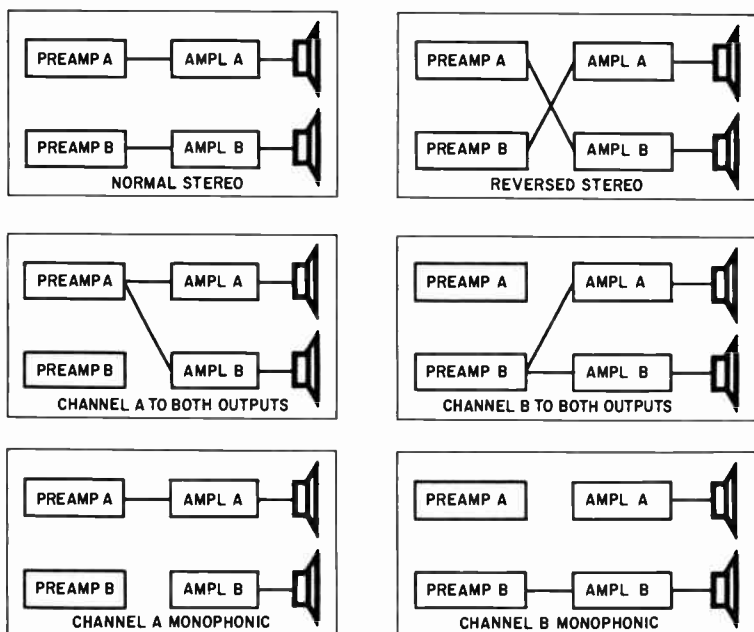 PREAMP A AMPL A
PREAMP B AMPL B
NORMAL STEREO
PREAMP A AMPL A
PREAMP B AMPL B
REVERSED STEREO
PREAMP A AMPL A
PREAMP B AMPL B
CHANNEL A TO BOTH OUTPUTS
PREAMP A AMPL A
PREAMP B AMPL B
CHANNEL B TO BOTH OUTPUTS
PREAMP A AMPL A
PREAMP B AMPL B
CHANNEL A MONOPHONIC
PREAMP A AMPL A
PREAMP B AMPL B
CHANNEL B MONOPHONIC